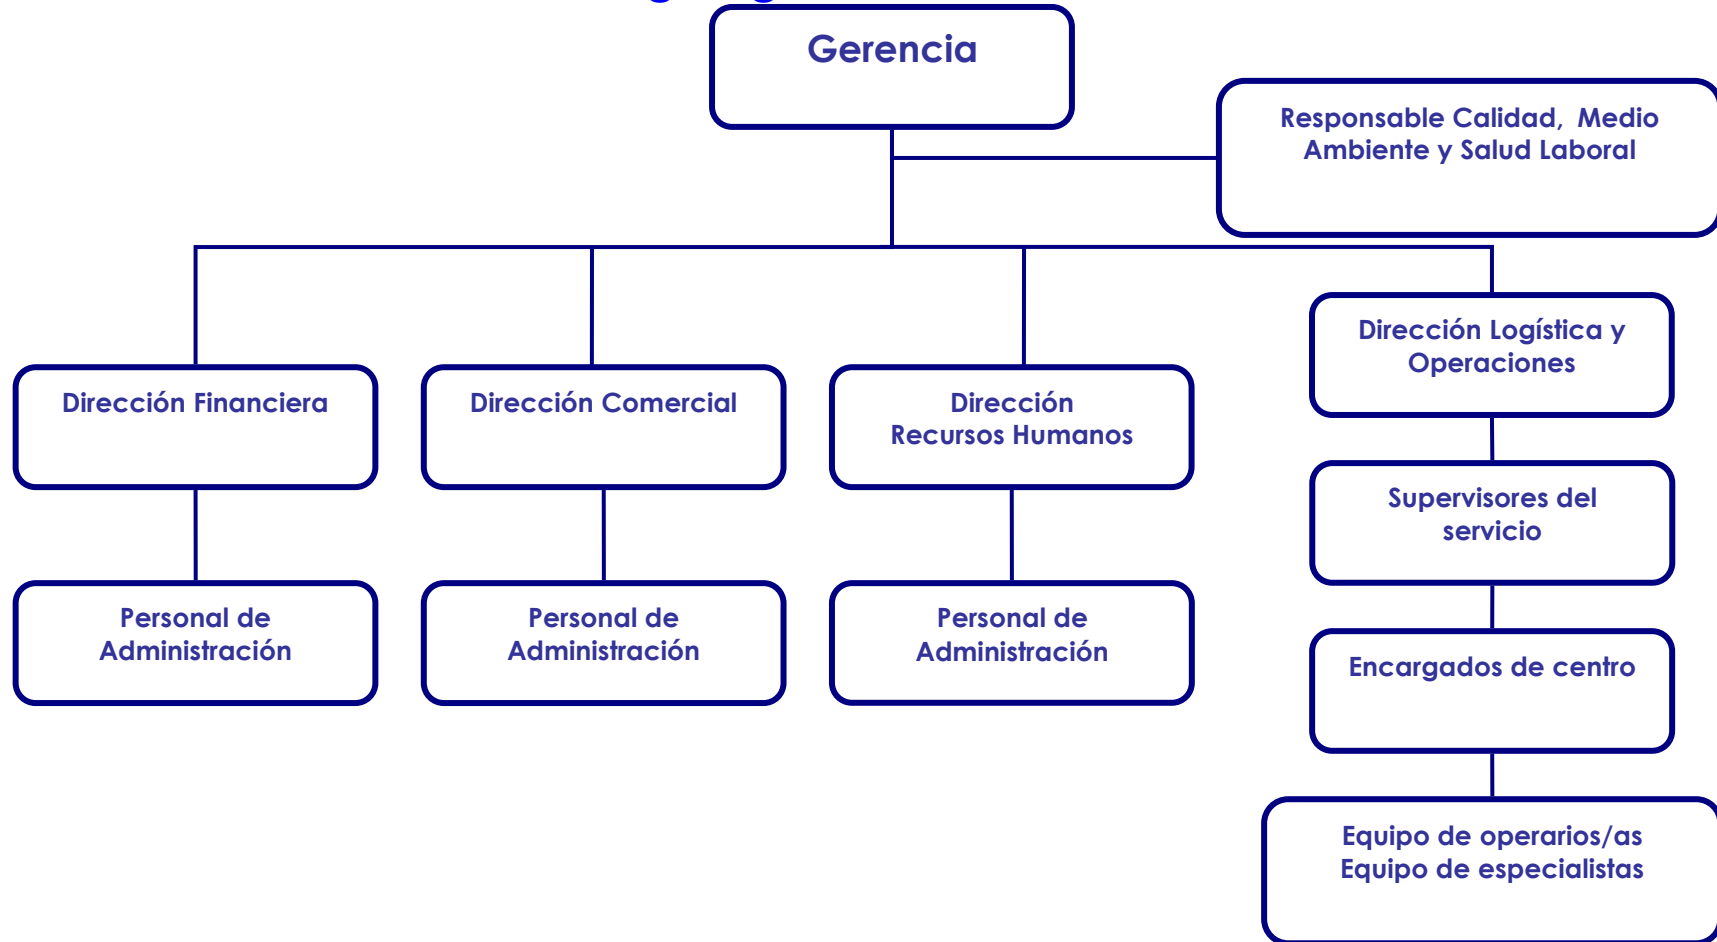 Gerencia
Responsable Calidad, Medio
Ambiente y Salud Laboral
Dirección Logística y
Operaciones
Dirección Financiera
Dirección Comercial
Dirección
Recursos Humanos
Supervisores del
servicio
Personal de
Administración
Personal de
Administración
Personal de
Administración
Encargados de centro
Equipo de operarios/as
Equipo de especialistas